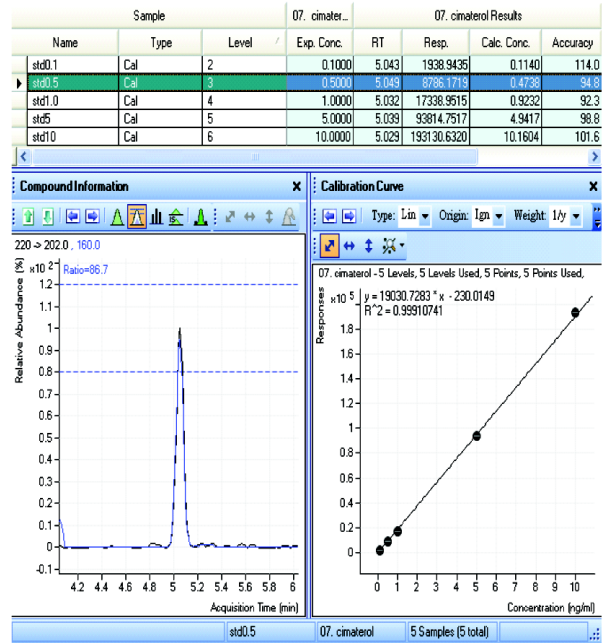 Sample 07. cimater... 07. cimaterol Results
Name Type Level Exp. Conc. RT Resp. Calc. Conc. Accuracy
std0.1 Cal 2 0.1000 5.043 1938.9435 0.1140 114.0
std0.5 Cal 3 0.5000 5.049 8786.1719 0.4738 94.8
std1.0 Cal 4 1.0000 5.032 17338.9515 0.9232 92.3
std5 Cal 5 5.0000 5.039 93814.7517 4.9417 98.8
std10 Cal 6 10.0000 5.029 193130.6320 10.1604 101.6
Compound Information x
220 -> 202.0 , 160.0
Relative Abundance (%)
x10 2
Ratio=86.7
1.2
1.1
1
0.9
0.8
0.7
0.6
0.5
0.4
0.3
0.2
0.1
0
-0.1
4.2 4.4 4.6 4.8 5 5.2 5.4 5.6 5.8 6
Acquisition Time (min)
Calibration Curve x
Type: Lin Origin: Ign Weight: 1/y
07. cimaterol - 5 Levels, 5 Levels Used, 5 Points, 5 Points Used,
Responses
x10 5
y = 19030.7283 * x - 230.0149
R^2 = 0.99910741
1.8
1.6
1.4
1.2
1
0.8
0.6
0.4
0.2
0
0 1 2 3 4 5 6 7 8 9 10
Concentration (ng/ml)
std0.5 07. cimaterol 5 Samples (5 total)